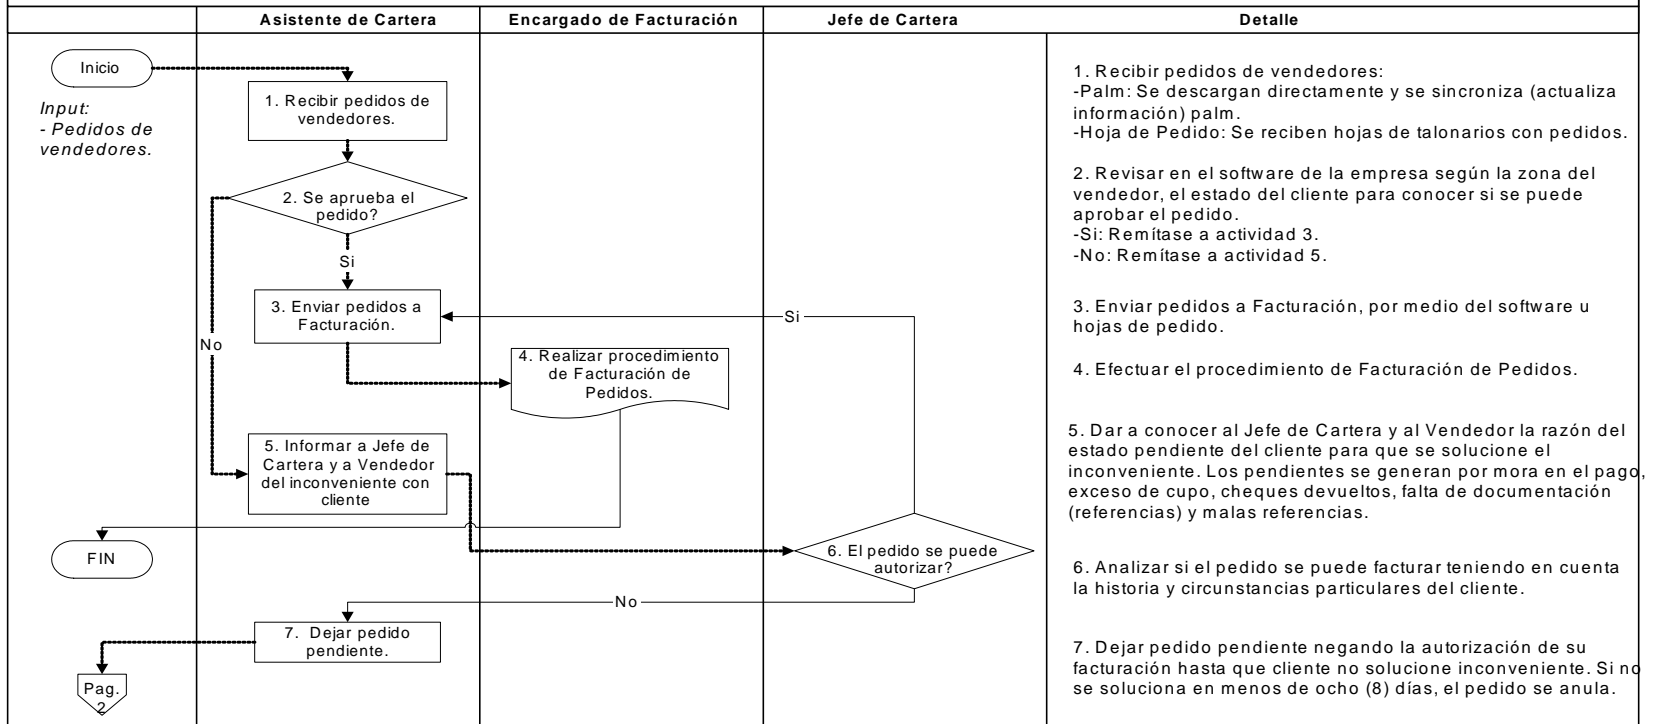 Asistente de Cartera
Encargado de Facturación
Jefe de Cartera
Detalle
Inicio
Input:
- Pedidos de
vendedores.
1. Recibir pedidos de
vendedores.
2. Se aprueba el
pedido?
Si
No
3. Enviar pedidos a
Facturación.
Si
4. Realizar procedimiento
de Facturación de
Pedidos.
5. Informar a Jefe de
Cartera y a Vendedor
del inconveniente con
cliente
FIN
6. El pedido se puede
autorizar?
No
7. Dejar pedido
pendiente.
Pag.
2
1. Recibir pedidos de vendedores:
-Palm: Se descargan directamente y se sincroniza (actualiza
información) palm.
-Hoja de Pedido: Se reciben hojas de talonarios con pedidos.
2. Revisar en el software de la empresa según la zona del
vendedor, el estado del cliente para conocer si se puede
aprobar el pedido.
-Si: Remítase a actividad 3.
-No: Remítase a actividad 5.
3. Enviar pedidos a Facturación, por medio del software u
hojas de pedido.
4. Efectuar el procedimiento de Facturación de Pedidos.
5. Dar a conocer al Jefe de Cartera y al Vendedor la razón del
estado pendiente del cliente para que se solucione el
inconveniente. Los pendientes se generan por mora en el pago,
exceso de cupo, cheques devueltos, falta de documentación
(referencias) y malas referencias.
6. Analizar si el pedido se puede facturar teniendo en cuenta
la historia y circunstancias particulares del cliente.
7. Dejar pedido pendiente negando la autorización de su
facturación hasta que cliente no solucione inconveniente. Si no
se soluciona en menos de ocho (8) días, el pedido se anula.